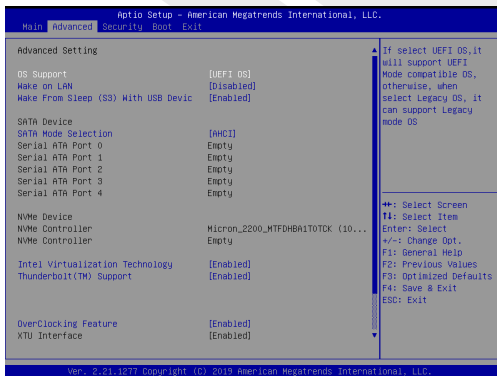 Aptio Setup – American Megatrends International, LLC.
Main Advanced Security Boot Exit
Advanced Setting
OS Support [UEFI OS]
Wake on LAN [Disabled]
Wake From Sleep (S3) With USB Devic [Enabled]
SATA Device
SATA Mode Selection [AHCI]
Serial ATA Port 0 Empty
Serial ATA Port 1 Empty
Serial ATA Port 2 Empty
Serial ATA Port 3 Empty
Serial ATA Port 4 Empty
NVMe Device
NVMe Controller Micron_2200_MTFDHBA1T0TCK (10...
NVMe Controller Empty
Intel Virtualization Technology [Enabled]
Thunderbolt(TM) Support [Enabled]
OverClocking Feature [Enabled]
XTU Interface [Enabled]
If select UEFI OS,it
will support UEFI
Mode compatible OS,
otherwise, when
select Legacy OS, it
can support Legacy
mode OS
→←: Select Screen
↑↓: Select Item
Enter: Select
+/-: Change Opt.
F1: General Help
F2: Previous Values
F3: Optimized Defaults
F4: Save & Exit
ESC: Exit
Ver. 2.21.1277 Copyright (C) 2019 American Megatrends International, LLC.